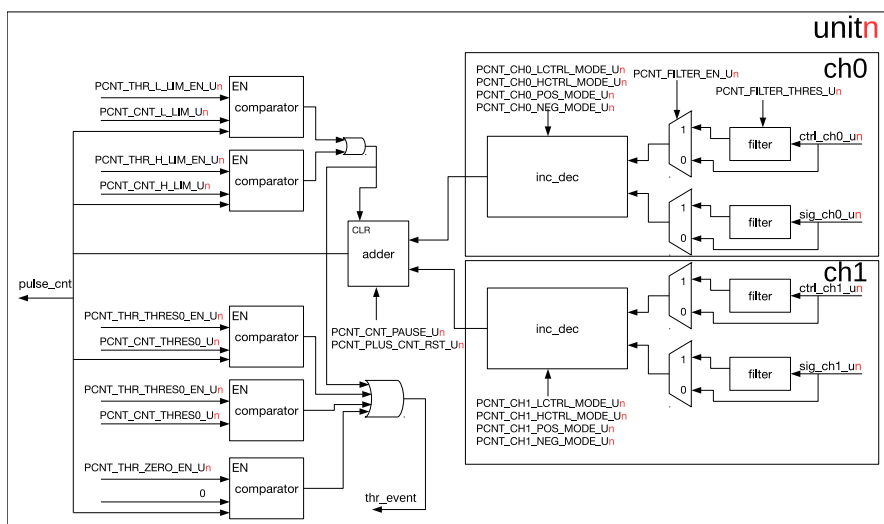 unitn
ch0
PCNT_CH0_LCTRL_MODE_Un
PCNT_CH0_HCTRL_MODE_Un
PCNT_CH0_POS_MODE_Un
PCNT_CH0_NEG_MODE_Un
PCNT_FILTER_EN_Un
PCNT_FILTER_THRES_Un
inc_dec
1
0
filter
ctrl_ch0_un
1
0
filter
sig_ch0_un
ch1
inc_dec
1
0
filter
ctrl_ch1_un
1
0
filter
sig_ch1_un
PCNT_CH1_LCTRL_MODE_Un
PCNT_CH1_HCTRL_MODE_Un
PCNT_CH1_POS_MODE_Un
PCNT_CH1_NEG_MODE_Un
PCNT_THR_L_LIM_EN_Un
PCNT_CNT_L_LIM_Un
EN
comparator
PCNT_THR_H_LIM_EN_Un
PCNT_CNT_H_LIM_Un
EN
comparator
CLR
adder
PCNT_CNT_PAUSE_Un
PCNT_PLUS_CNT_RST_Un
pulse_cnt
PCNT_THR_THRES0_EN_Un
PCNT_CNT_THRES0_Un
EN
comparator
PCNT_THR_THRES0_EN_Un
PCNT_CNT_THRES0_Un
EN
comparator
PCNT_THR_ZERO_EN_Un
0
EN
comparator
thr_event